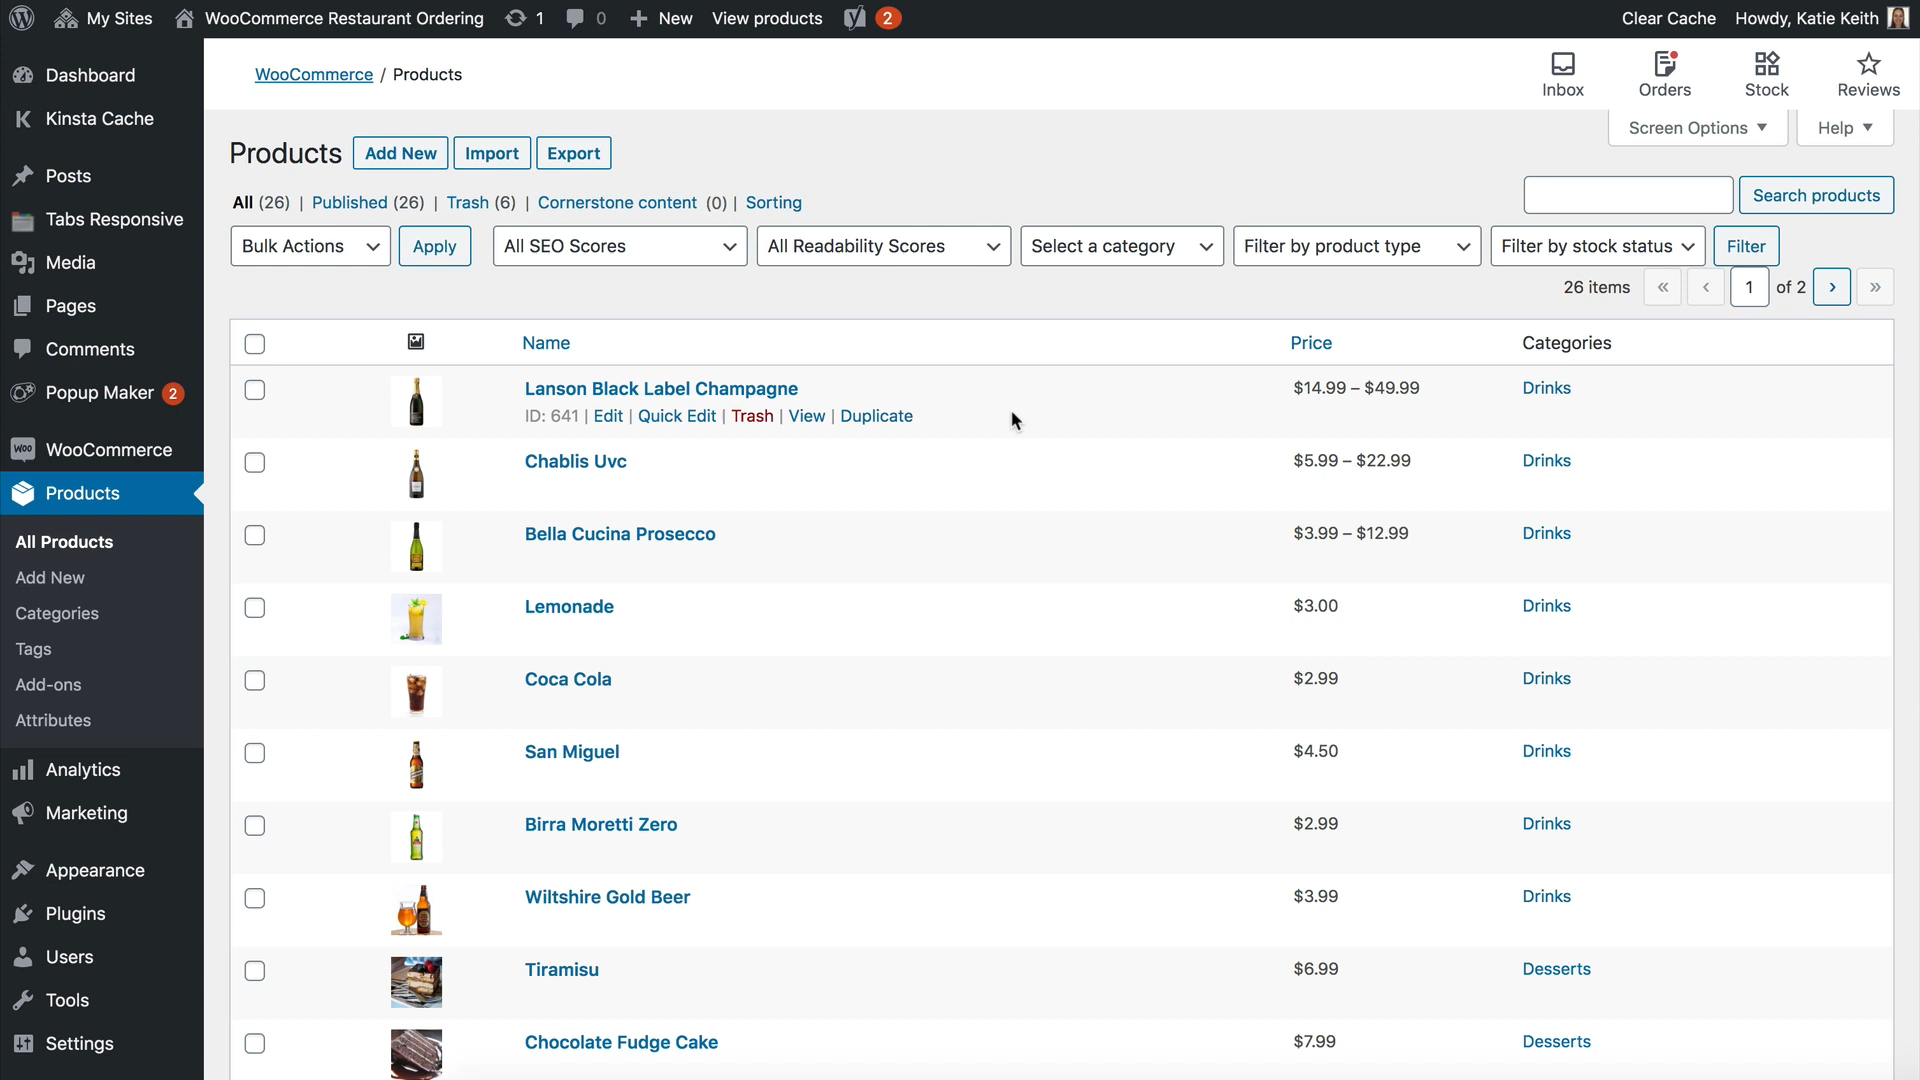 My Sites WooCommerce Restaurant Ordering 1 0 New View products 2 Clear Cache Howdy, Katie Keith
WooCommerce / Products
Inbox Orders Stock Reviews
Screen Options Help
Dashboard
Kinsta Cache
Posts
Tabs Responsive
Media
Pages
Comments
Popup Maker 2
WooCommerce
Products
All Products
Add New
Categories
Tags
Add-ons
Attributes
Analytics
Marketing
Appearance
Plugins
Users
Tools
Settings
Products Add New Import Export
All (26) | Published (26) | Trash (6) | Cornerstone content (0) | Sorting
Search products
Bulk Actions Apply All SEO Scores All Readability Scores Select a category Filter by product type Filter by stock status Filter
26 items « ‹ 1 of 2 › »
Name Price Categories
Lanson Black Label Champagne $14.99 – $49.99 Drinks
ID: 641 | Edit | Quick Edit | Trash | View | Duplicate
Chablis Uvc $5.99 – $22.99 Drinks
Bella Cucina Prosecco $3.99 – $12.99 Drinks
Lemonade $3.00 Drinks
Coca Cola $2.99 Drinks
San Miguel $4.50 Drinks
Birra Moretti Zero $2.99 Drinks
Wiltshire Gold Beer $3.99 Drinks
Tiramisu $6.99 Desserts
Chocolate Fudge Cake $7.99 Desserts